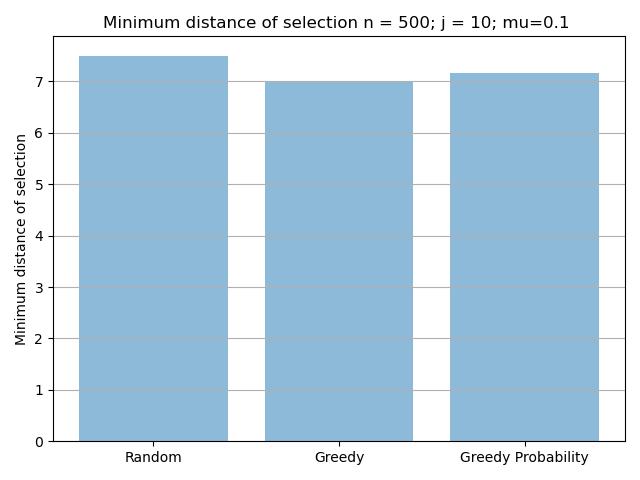 Minimum distance of selection n = 500; j = 10; mu=0.1
Minimum distance of selection
7
6
5
4
3
2
1
0
Random
Greedy
Greedy Probability